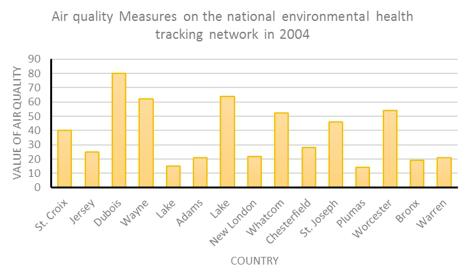 Air quality Measures on the national environmental health
tracking network in 2004
VALUE OF AIR QUALITY
90
80
70
60
50
40
30
20
10
0
St. Croix
Jersey
Dubois
Wayne
Lake
Adams
Lake
New London
Whatcom
Chesterfield
St. Joseph
Plumas
Worcester
Bronx
Warren
COUNTRY